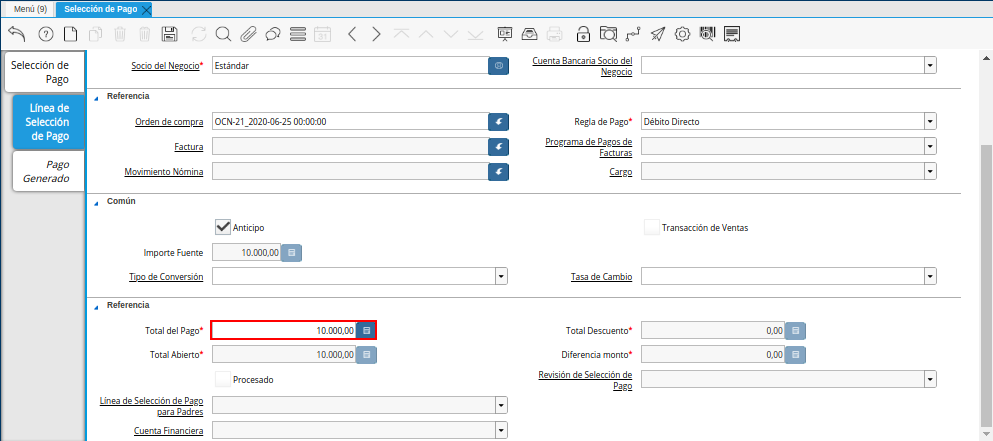 Menú (9)
Selección de Pago
Selección de
Pago
Línea de
Selección
de Pago
Pago
Generado
Socio del Negocio*
Estándar
Cuenta Bancaria Socio del
Negocio
Referencia
Orden de compra
OCN-21_2020-06-25 00:00:00
Regla de Pago*
Débito Directo
Factura
Programa de Pagos de
Facturas
Movimiento Nómina
Cargo
Común
Anticipo
Transacción de Ventas
Importe Fuente
10.000,00
Tipo de Conversión
Tasa de Cambio
Referencia
Total del Pago*
10.000,00
Total Descuento*
0,00
Total Abierto*
10.000,00
Diferencia monto*
0,00
Procesado
Revisión de Selección de
Pago
Línea de Selección de Pago
para Padres
Cuenta Financiera